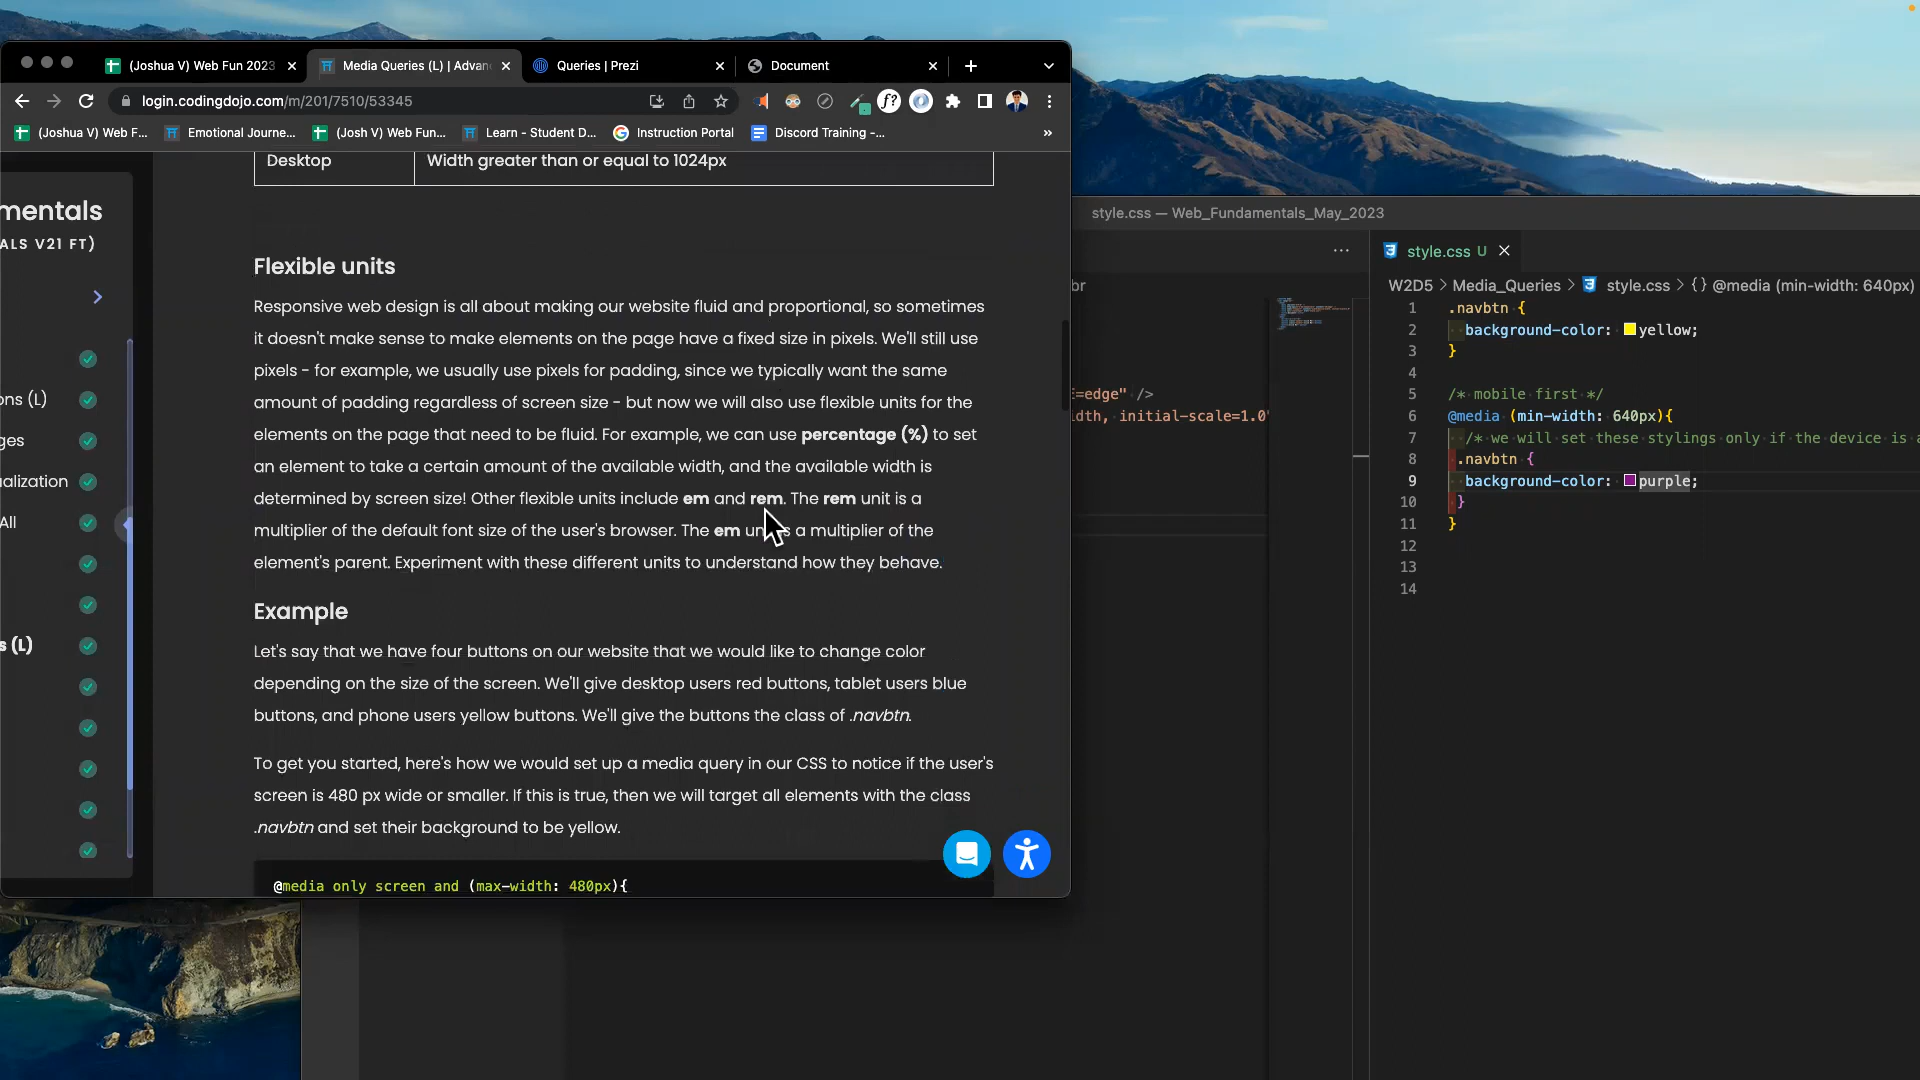 (Joshua V) Web Fun 2023
Media Queries (L) | Advan
Queries | Prezi
Document
login.codingdojo.com/m/201/7510/53345
f?
(Joshua V) Web F...
Emotional Journe...
(Josh V) Web Fun...
Learn - Student D...
Instruction Portal
Discord Training -...
»
mentals
ALS V21 FT)
ons (L)
ges
alization
All
s (L)
Desktop
Width greater than or equal to 1024px
Flexible units
Responsive web design is all about making our website fluid and proportional, so sometimes
it doesn't make sense to make elements on the page have a fixed size in pixels. We'll still use
pixels - for example, we usually use pixels for padding, since we typically want the same
amount of padding regardless of screen size - but now we will also use flexible units for the
elements on the page that need to be fluid. For example, we can use percentage (%) to set
an element to take a certain amount of the available width, and the available width is
determined by screen size! Other flexible units include em and rem. The rem unit is a
multiplier of the default font size of the user's browser. The em un s a multiplier of the
element's parent. Experiment with these different units to understand how they behave.
Example
Let's say that we have four buttons on our website that we would like to change color
depending on the size of the screen. We'll give desktop users red buttons, tablet users blue
buttons, and phone users yellow buttons. We'll give the buttons the class of .navbtn.
To get you started, here's how we would set up a media query in our CSS to notice if the user's
screen is 480 px wide or smaller. If this is true, then we will target all elements with the class
.navbtn and set their background to be yellow.
@media only screen and (max-width: 480px){
style.css — Web_Fundamentals_May_2023
br
E=edge" />
idth, initial-scale=1.0"
style.css U
W2D5 > Media_Queries > style.css > {} @media (min-width: 640px)
1 .navbtn {
2 background-color: yellow;
3 }
4
5 /* mobile first */
6 @media (min-width: 640px){
7 /* we will set these stylings only if the device is a
8 .navbtn {
9 background-color: purple;
10 }
11 }
12
13
14